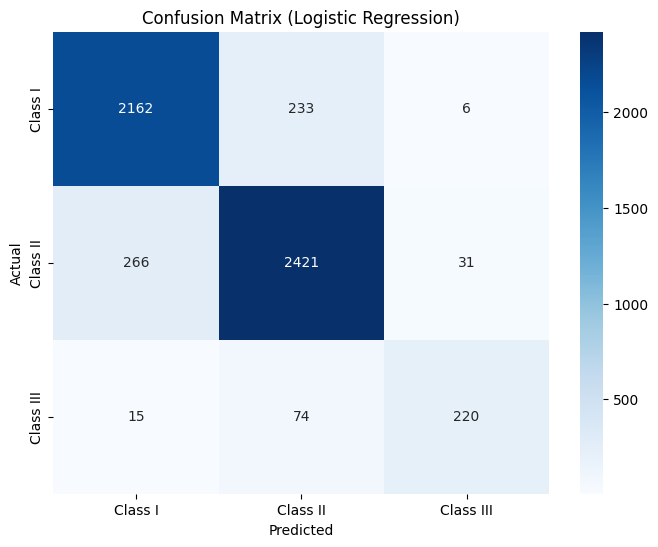 Confusion Matrix (Logistic Regression)
Actual
Class I
2162
233
6
Class II
266
2421
31
Class III
15
74
220
Class I
Class II
Class III
Predicted
2000
1500
1000
500